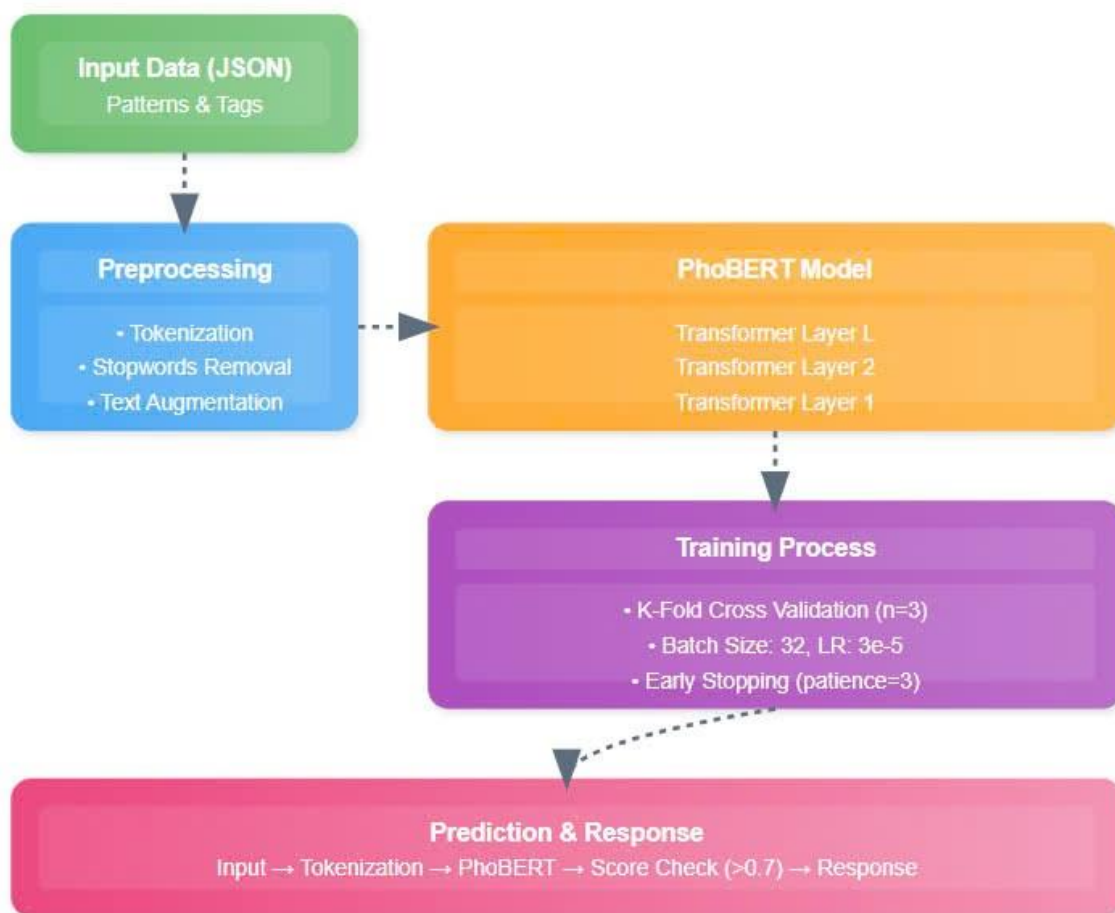 Input Data (JSON)
Patterns & Tags
Preprocessing
• Tokenization
• Stopwords Removal
• Text Augmentation
PhoBERT Model
Transformer Layer L
Transformer Layer 2
Transformer Layer 1
Training Process
• K-Fold Cross Validation (n=3)
• Batch Size: 32, LR: 3e-5
• Early Stopping (patience=3)
Prediction & Response
Input → Tokenization → PhoBERT → Score Check (>0.7) → Response